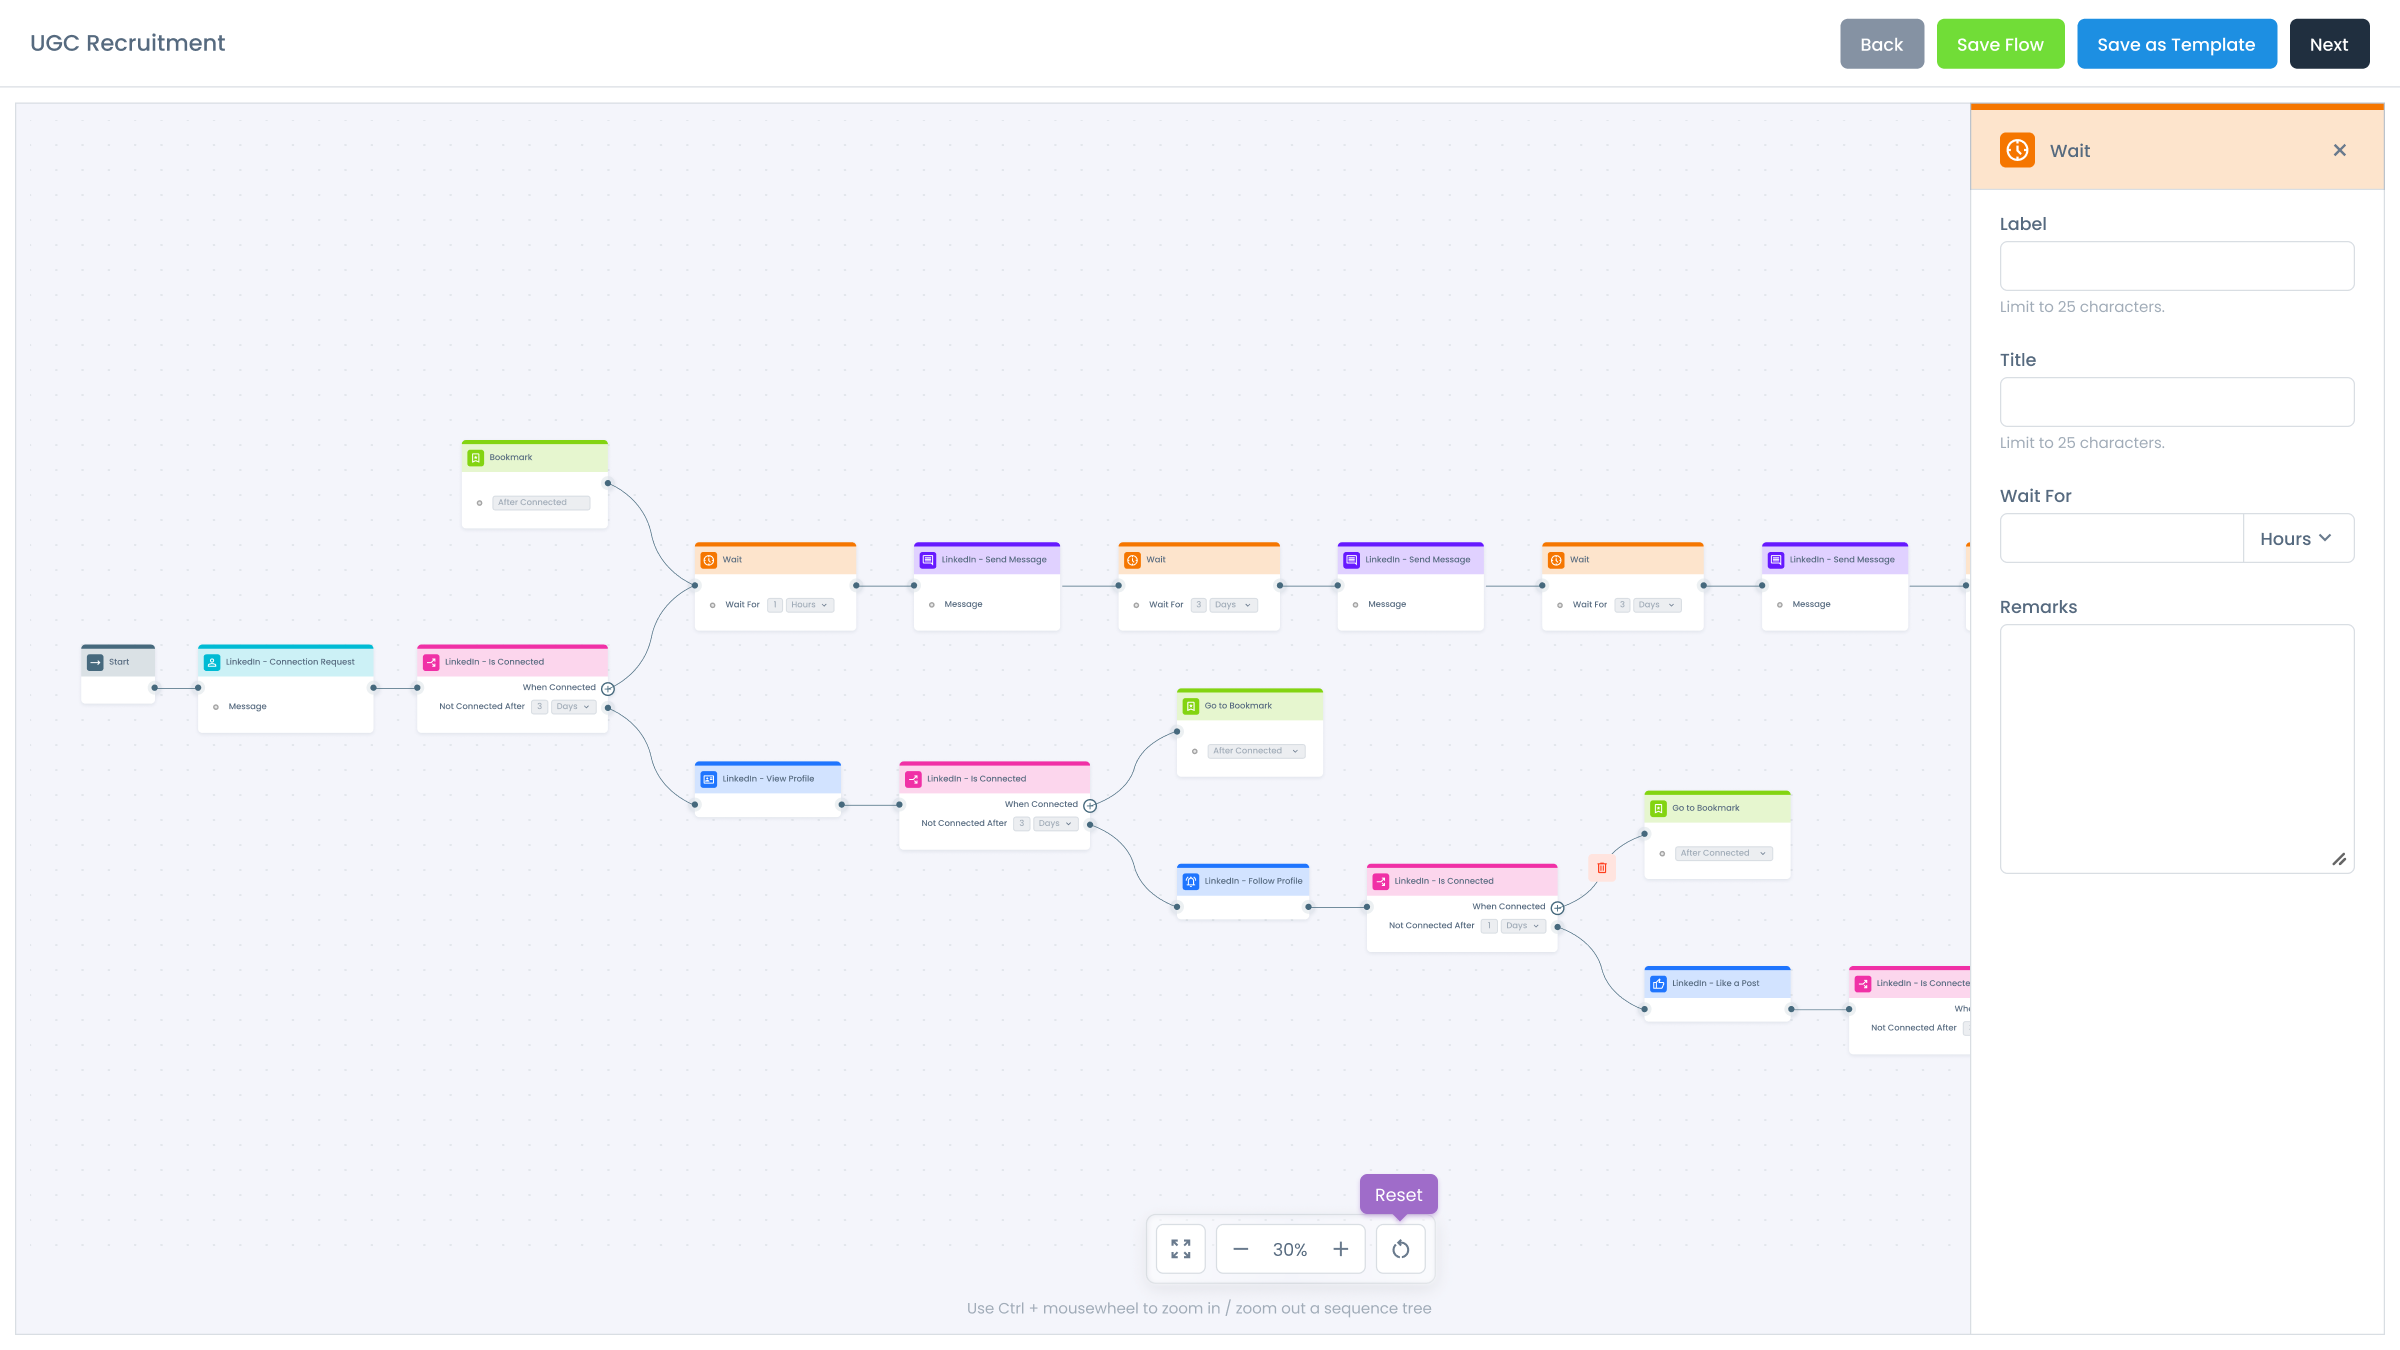 UGC Recruitment
Back
Save Flow
Save as Template
Next
Bookmark
After Connected
Wait
Wait For 1 Hours
LinkedIn - Send Message
Message
Wait
Wait For 3 Days
LinkedIn - Send Message
Message
Wait
Wait For 3 Days
LinkedIn - Send Message
Message
Start
LinkedIn - Connection Request
Message
LinkedIn - Is Connected
When Connected
Not Connected After 3 Days
Go to Bookmark
After Connected
LinkedIn - View Profile
LinkedIn - Is Connected
When Connected
Not Connected After 3 Days
Go to Bookmark
After Connected
LinkedIn - Follow Profile
LinkedIn - Is Connected
When Connected
Not Connected After 1 Days
LinkedIn - Like a Post
LinkedIn - Is Connecte
Whe
Not Connected After
Reset
30%
Use Ctrl + mousewheel to zoom in / zoom out a sequence tree
Wait
Label
Limit to 25 characters.
Title
Limit to 25 characters.
Wait For
Hours
Remarks